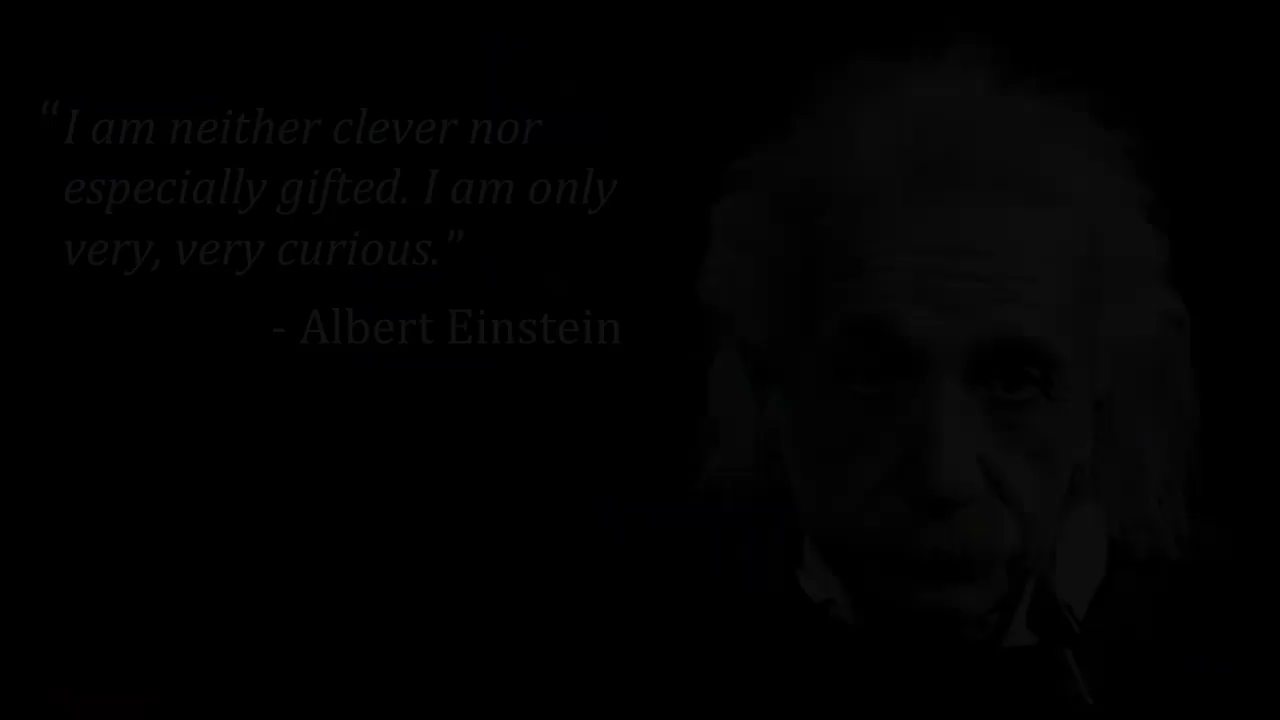 “I am neither clever nor
especially gifted. I am only
very, very curious.”
- Albert Einstein